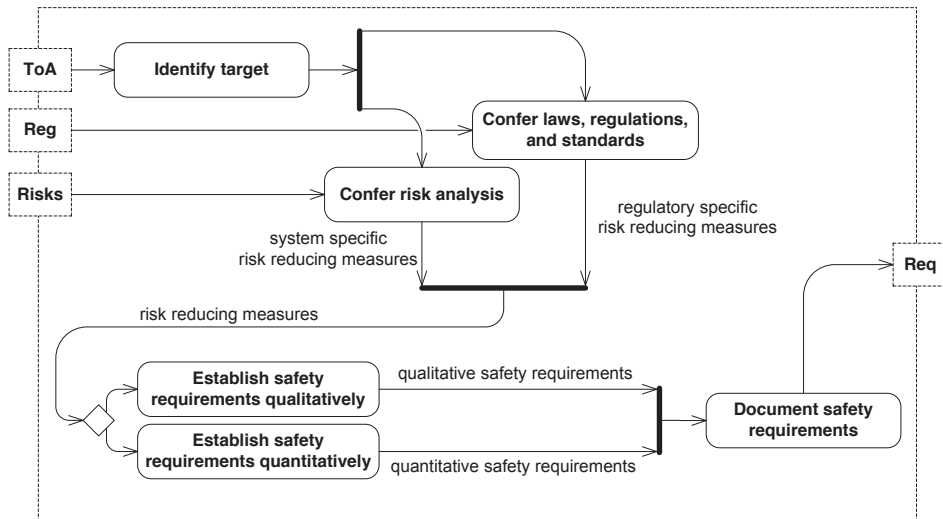 ToA
Identify target
Reg
Confer laws, regulations,
and standards
Risks
Confer risk analysis
system specific
risk reducing measures
regulatory specific
risk reducing measures
Req
risk reducing measures
Establish safety
requirements qualitatively
qualitative safety requirements
Document safety
requirements
Establish safety
requirements quantitatively
quantitative safety requirements